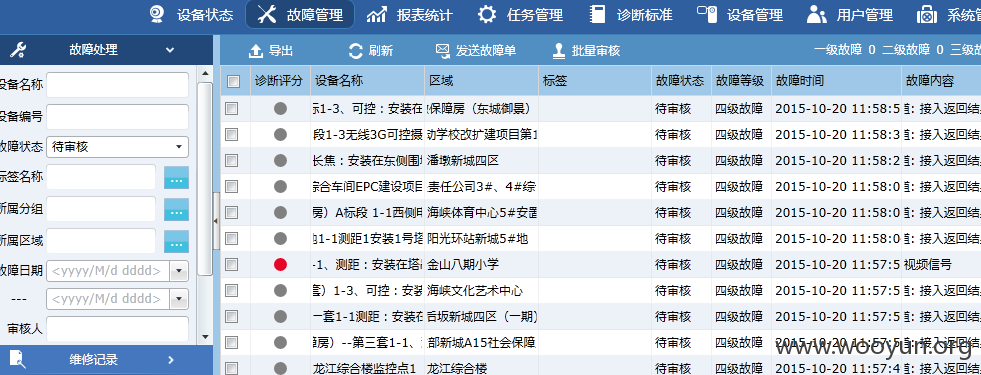 设备状态 故障管理 报表统计 任务管理 诊断标准 设备管理 用户管理 系统管
故障处理
导出 刷新 发送故障单 批量审核 一级故障 0 二级故障 0 三级故
设备名称
设备编号
故障状态 待审核
标签名称 ...
所属分组 ...
所属区域 ...
故障日期 <yyyy/M/d dddd>
--- <yyyy/M/d dddd>
审核人
维修记录
诊断评分 设备名称 区域 标签 故障状态 故障等级 故障时间 故障内容
标1-3、可控：安装在 保障房（东城御景） 待审核 四级故障 2015-10-20 11:58:5 直: 接入返回结果
段1-3无线3G可控摄 动学校改扩建项目第1 待审核 四级故障 2015-10-20 11:58:3 直: 接入返回结果
长焦：安装在东侧围 潘墩新城四区 待审核 四级故障 2015-10-20 11:58:2 直: 接入返回结果
综合车间EPC建设项目 责任公司3#、4#综 待审核 四级故障 2015-10-20 11:58:0 直: 接入返回结果
房）A标段 1-1西侧 海峡体育中心5#安置 待审核 四级故障 2015-10-20 11:58:0 直: 接入返回结果
1-1测距1安装1号塔 阳光环站新城5#地 待审核 四级故障 2015-10-20 11:58:0 直: 接入返回结果
-1、测距：安装在塔 金山八期小学 待审核 四级故障 2015-10-20 11:57:5 视频信号
套）1-3、可控：安装 海峡文化艺术中心 待审核 四级故障 2015-10-20 11:57:5 直: 接入返回结果
一套1-1测距：安装在 后坂新城四区（一期） 待审核 四级故障 2015-10-20 11:57:5 直: 接入返回结果
房）--第三套1-1、 部新城A15社会保障 待审核 四级故障 2015-10-20 11:57:5 直: 接入返回结果
龙江综合楼监控点1 龙江综合楼 待审核 四级故障 2015-10-20 11:57:4 直: 接入返回结果
www.wooyun.org